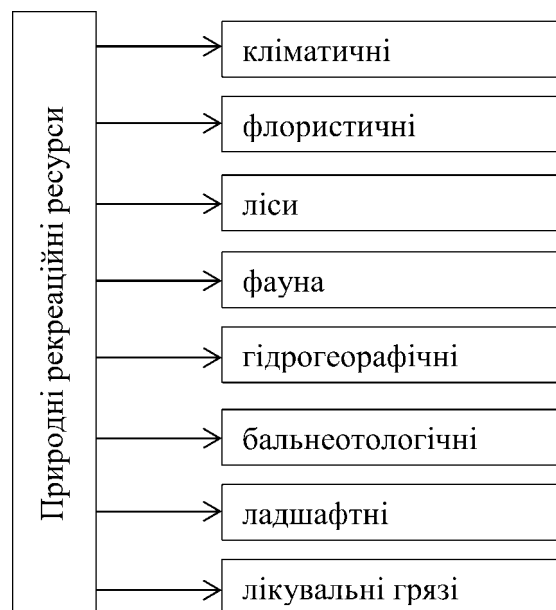 Природні рекреаційні ресурси
кліматичні
флористичні
ліси
фауна
гідрогеорафічні
бальнеотологічні
ладшафтні
лікувальні грязі